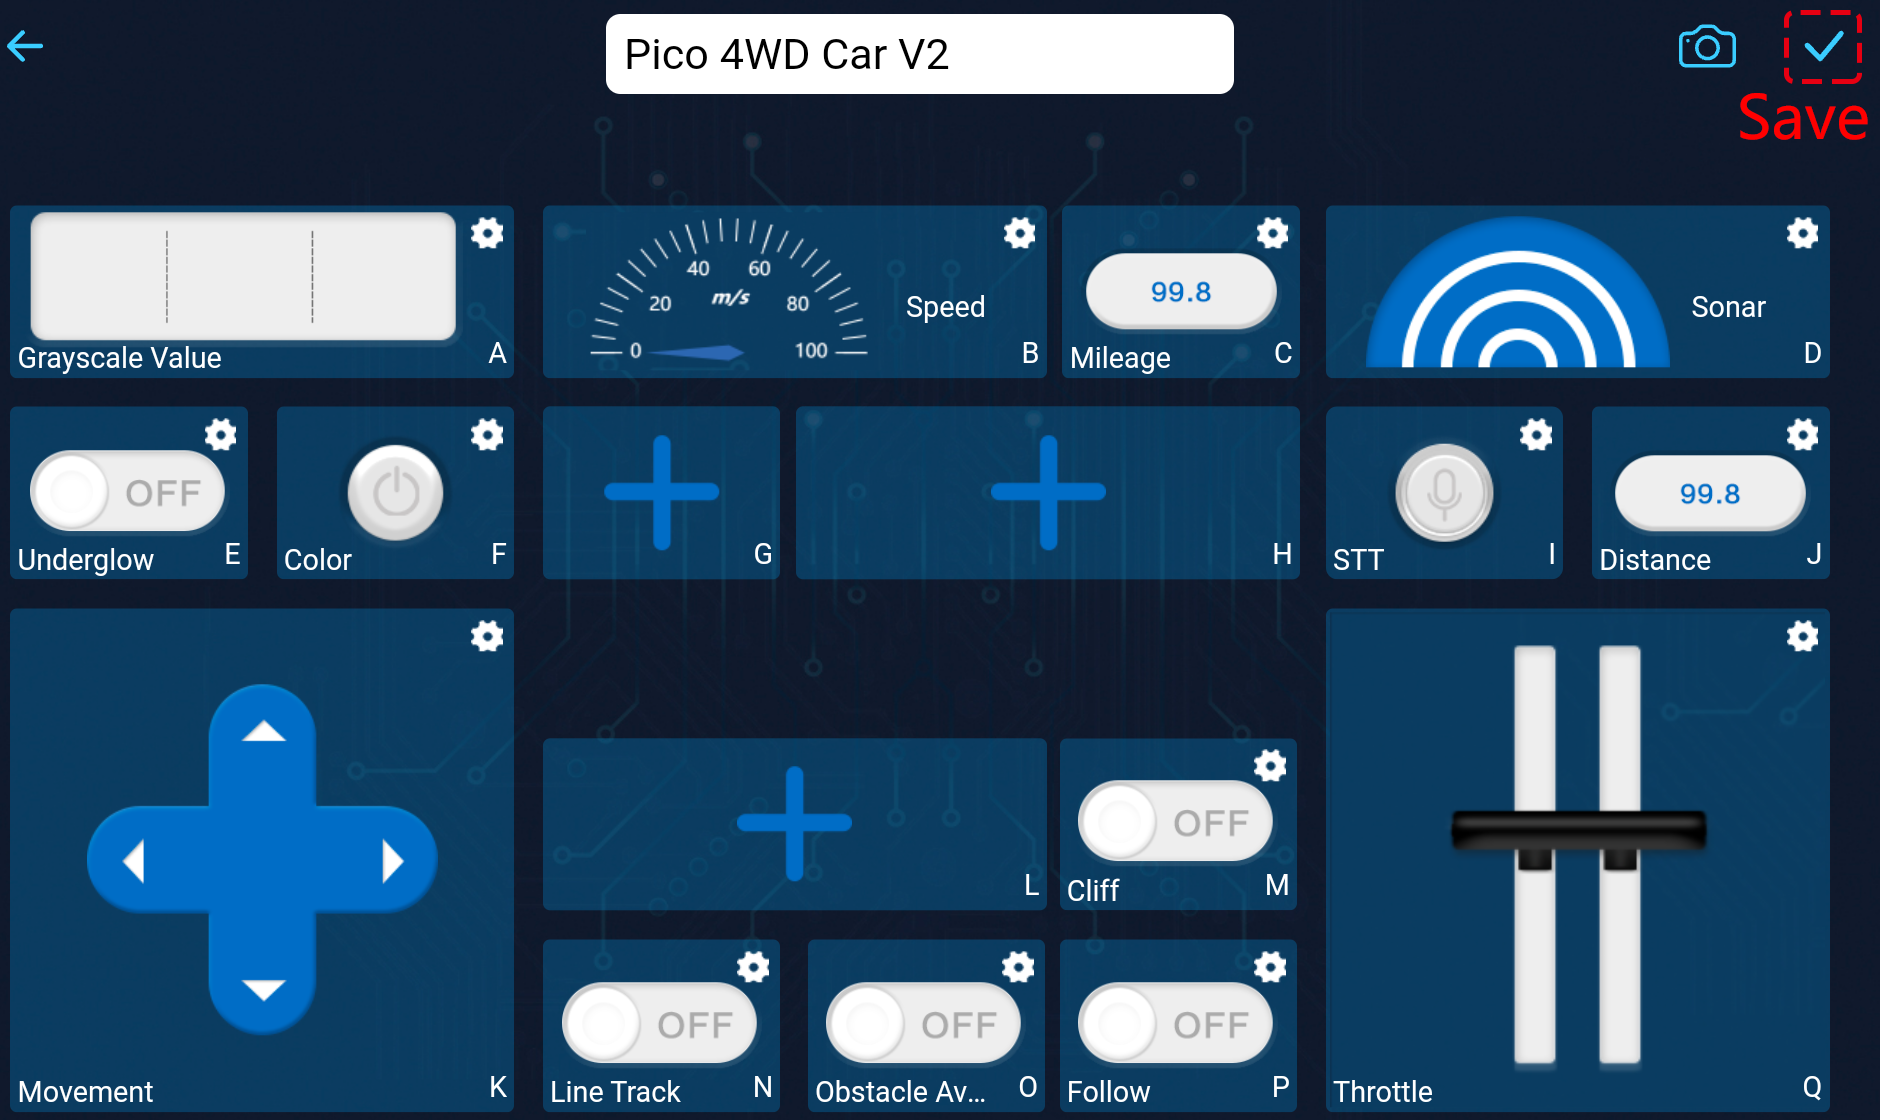 Pico 4WD Car V2
Save
Grayscale Value
A
0
20
40
60
80
100
m/s
Speed
B
99.8
Mileage
C
Sonar
D
OFF
Underglow
E
Color
F
G
H
STT
I
99.8
Distance
J
Movement
K
L
OFF
Cliff
M
OFF
Line Track
N
OFF
Obstacle Av...
O
OFF
Follow
P
Throttle
Q